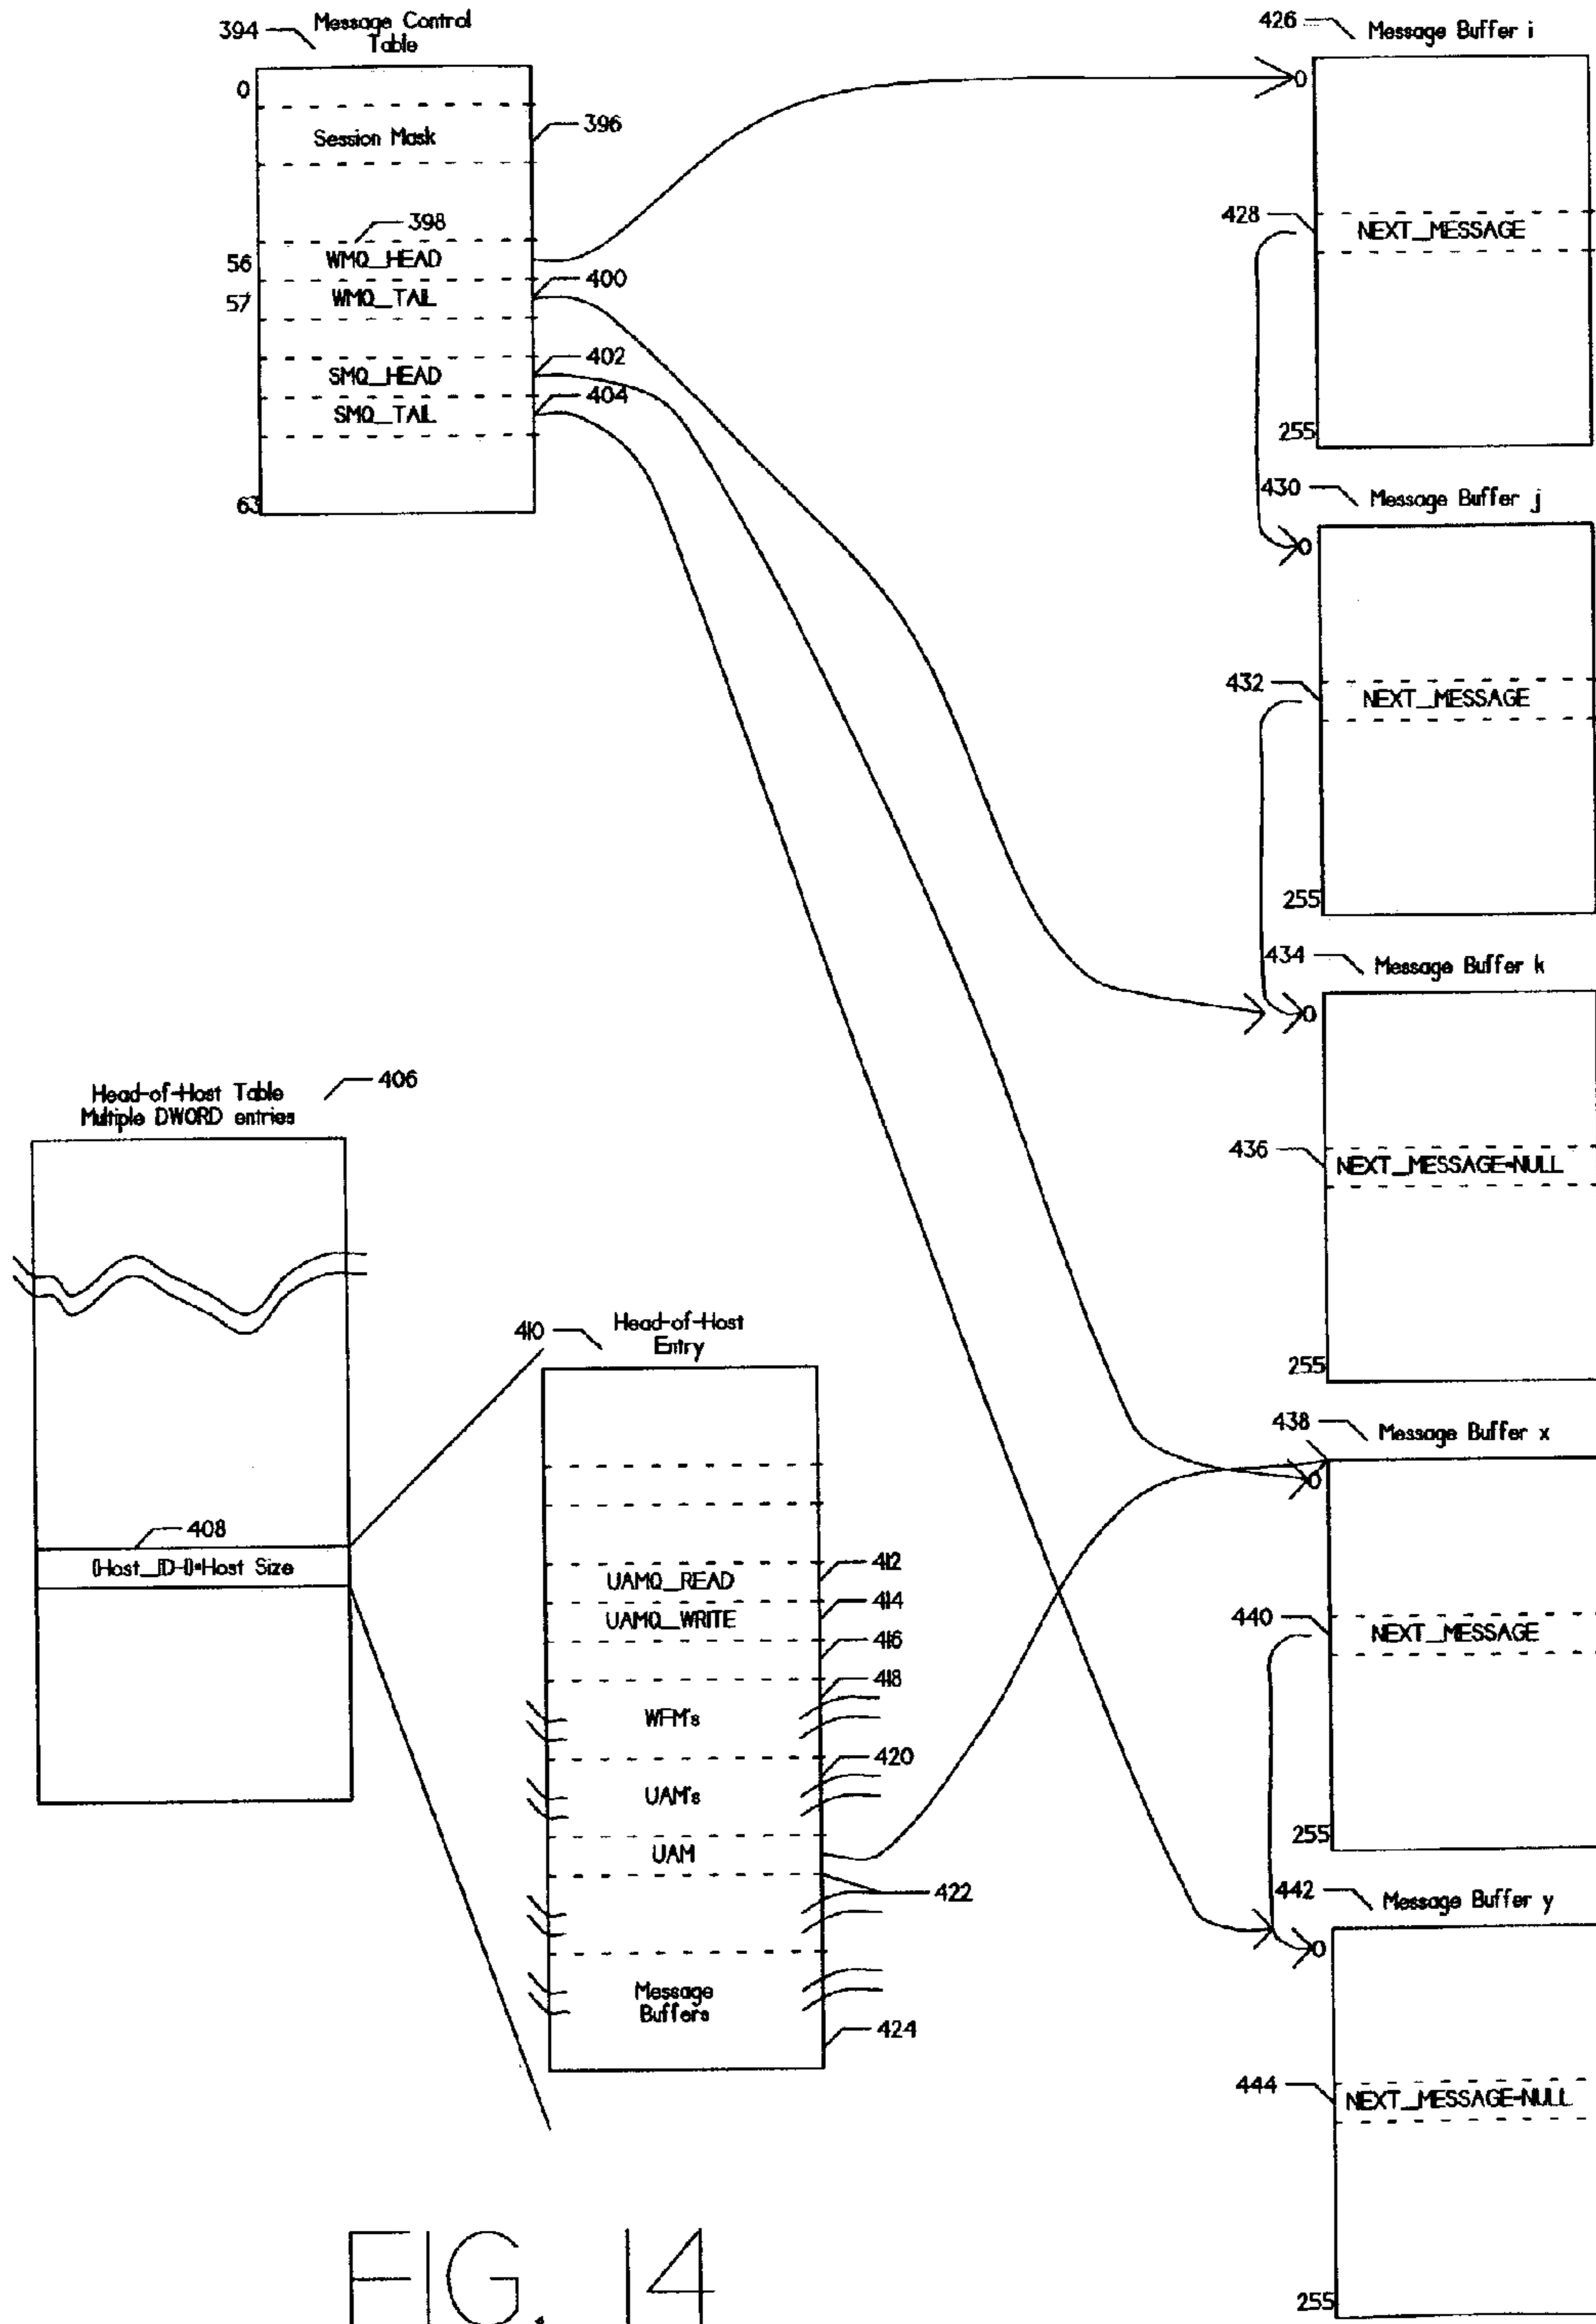 394
Message Control
Table
0
Session Mask
396
398
56
WMQ_HEAD
57
WMQ_TAIL
400
SMQ_HEAD
402
SMQ_TAIL
404
63
426
Message Buffer i
0
428
NEXT_MESSAGE
255
430
Message Buffer j
0
432
NEXT_MESSAGE
255
434
Message Buffer k
0
436
NEXT_MESSAGE=NULL
255
Head-of-Host Table
Multiple DWORD entries
406
408
(Host_ID-1)*Host Size
410
Head-of-Host
Entry
UAMQ_READ
412
UAMQ_WRITE
414
416
418
WFM's
420
UAM's
UAM
422
Message
Buffers
424
438
Message Buffer x
0
440
NEXT_MESSAGE
255
442
Message Buffer y
0
444
NEXT_MESSAGE=NULL
255
FIG. 14